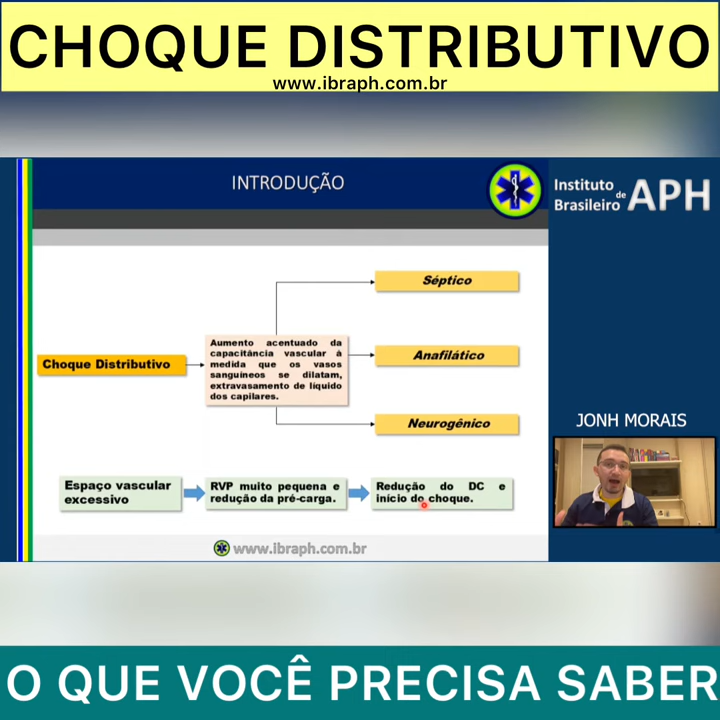 CHOQUE DISTRIBUTIVO
www.ibraph.com.br
INTRODUÇÃO
Instituto
Brasileiro
de
APH
Séptico
Choque Distributivo
Aumento acentuado da
capacitância vascular à
medida que os vasos
sanguíneos se dilatam,
extravasamento de líquido
dos capilares.
Anafilático
Neurogênico
JONH MORAIS
Espaço vascular
excessivo
RVP muito pequena e
redução da pré-carga.
Redução do DC e
início do choque.
www.ibraph.com.br
O QUE VOCÊ PRECISA SABER